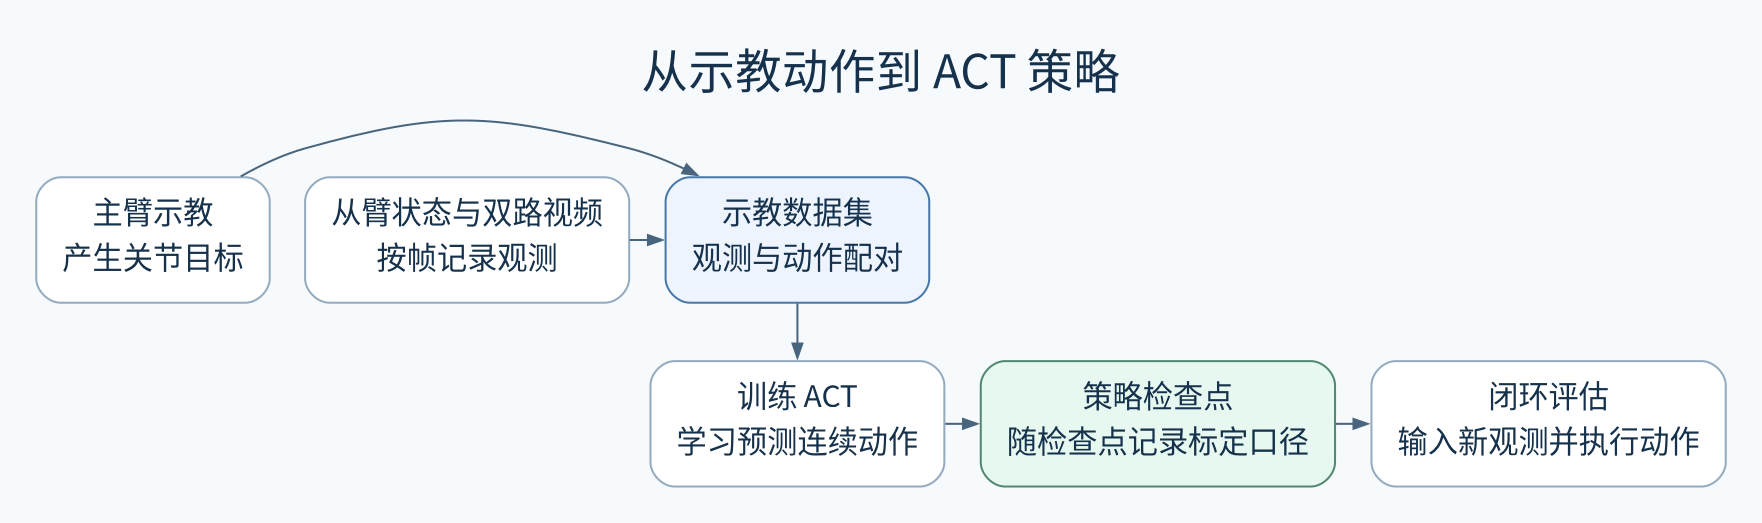 从示教动作到 ACT 策略
主臂示教
产生关节目标
从臂状态与双路视频
按帧记录观测
示教数据集
观测与动作配对
训练 ACT
学习预测连续动作
策略检查点
随检查点记录标定口径
闭环评估
输入新观测并执行动作